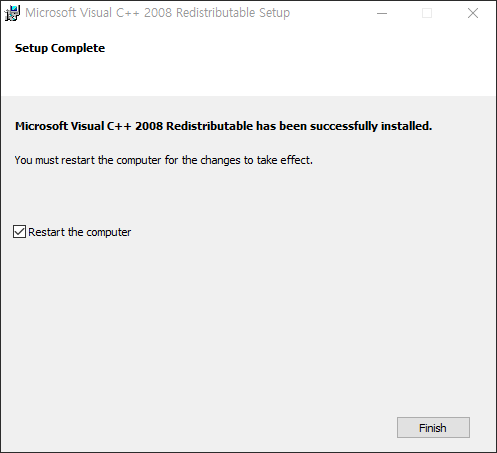 Microsoft Visual C++ 2008 Redistributable Setup
Setup Complete
Microsoft Visual C++ 2008 Redistributable has been successfully installed.
You must restart the computer for the changes to take effect.
Restart the computer
Finish